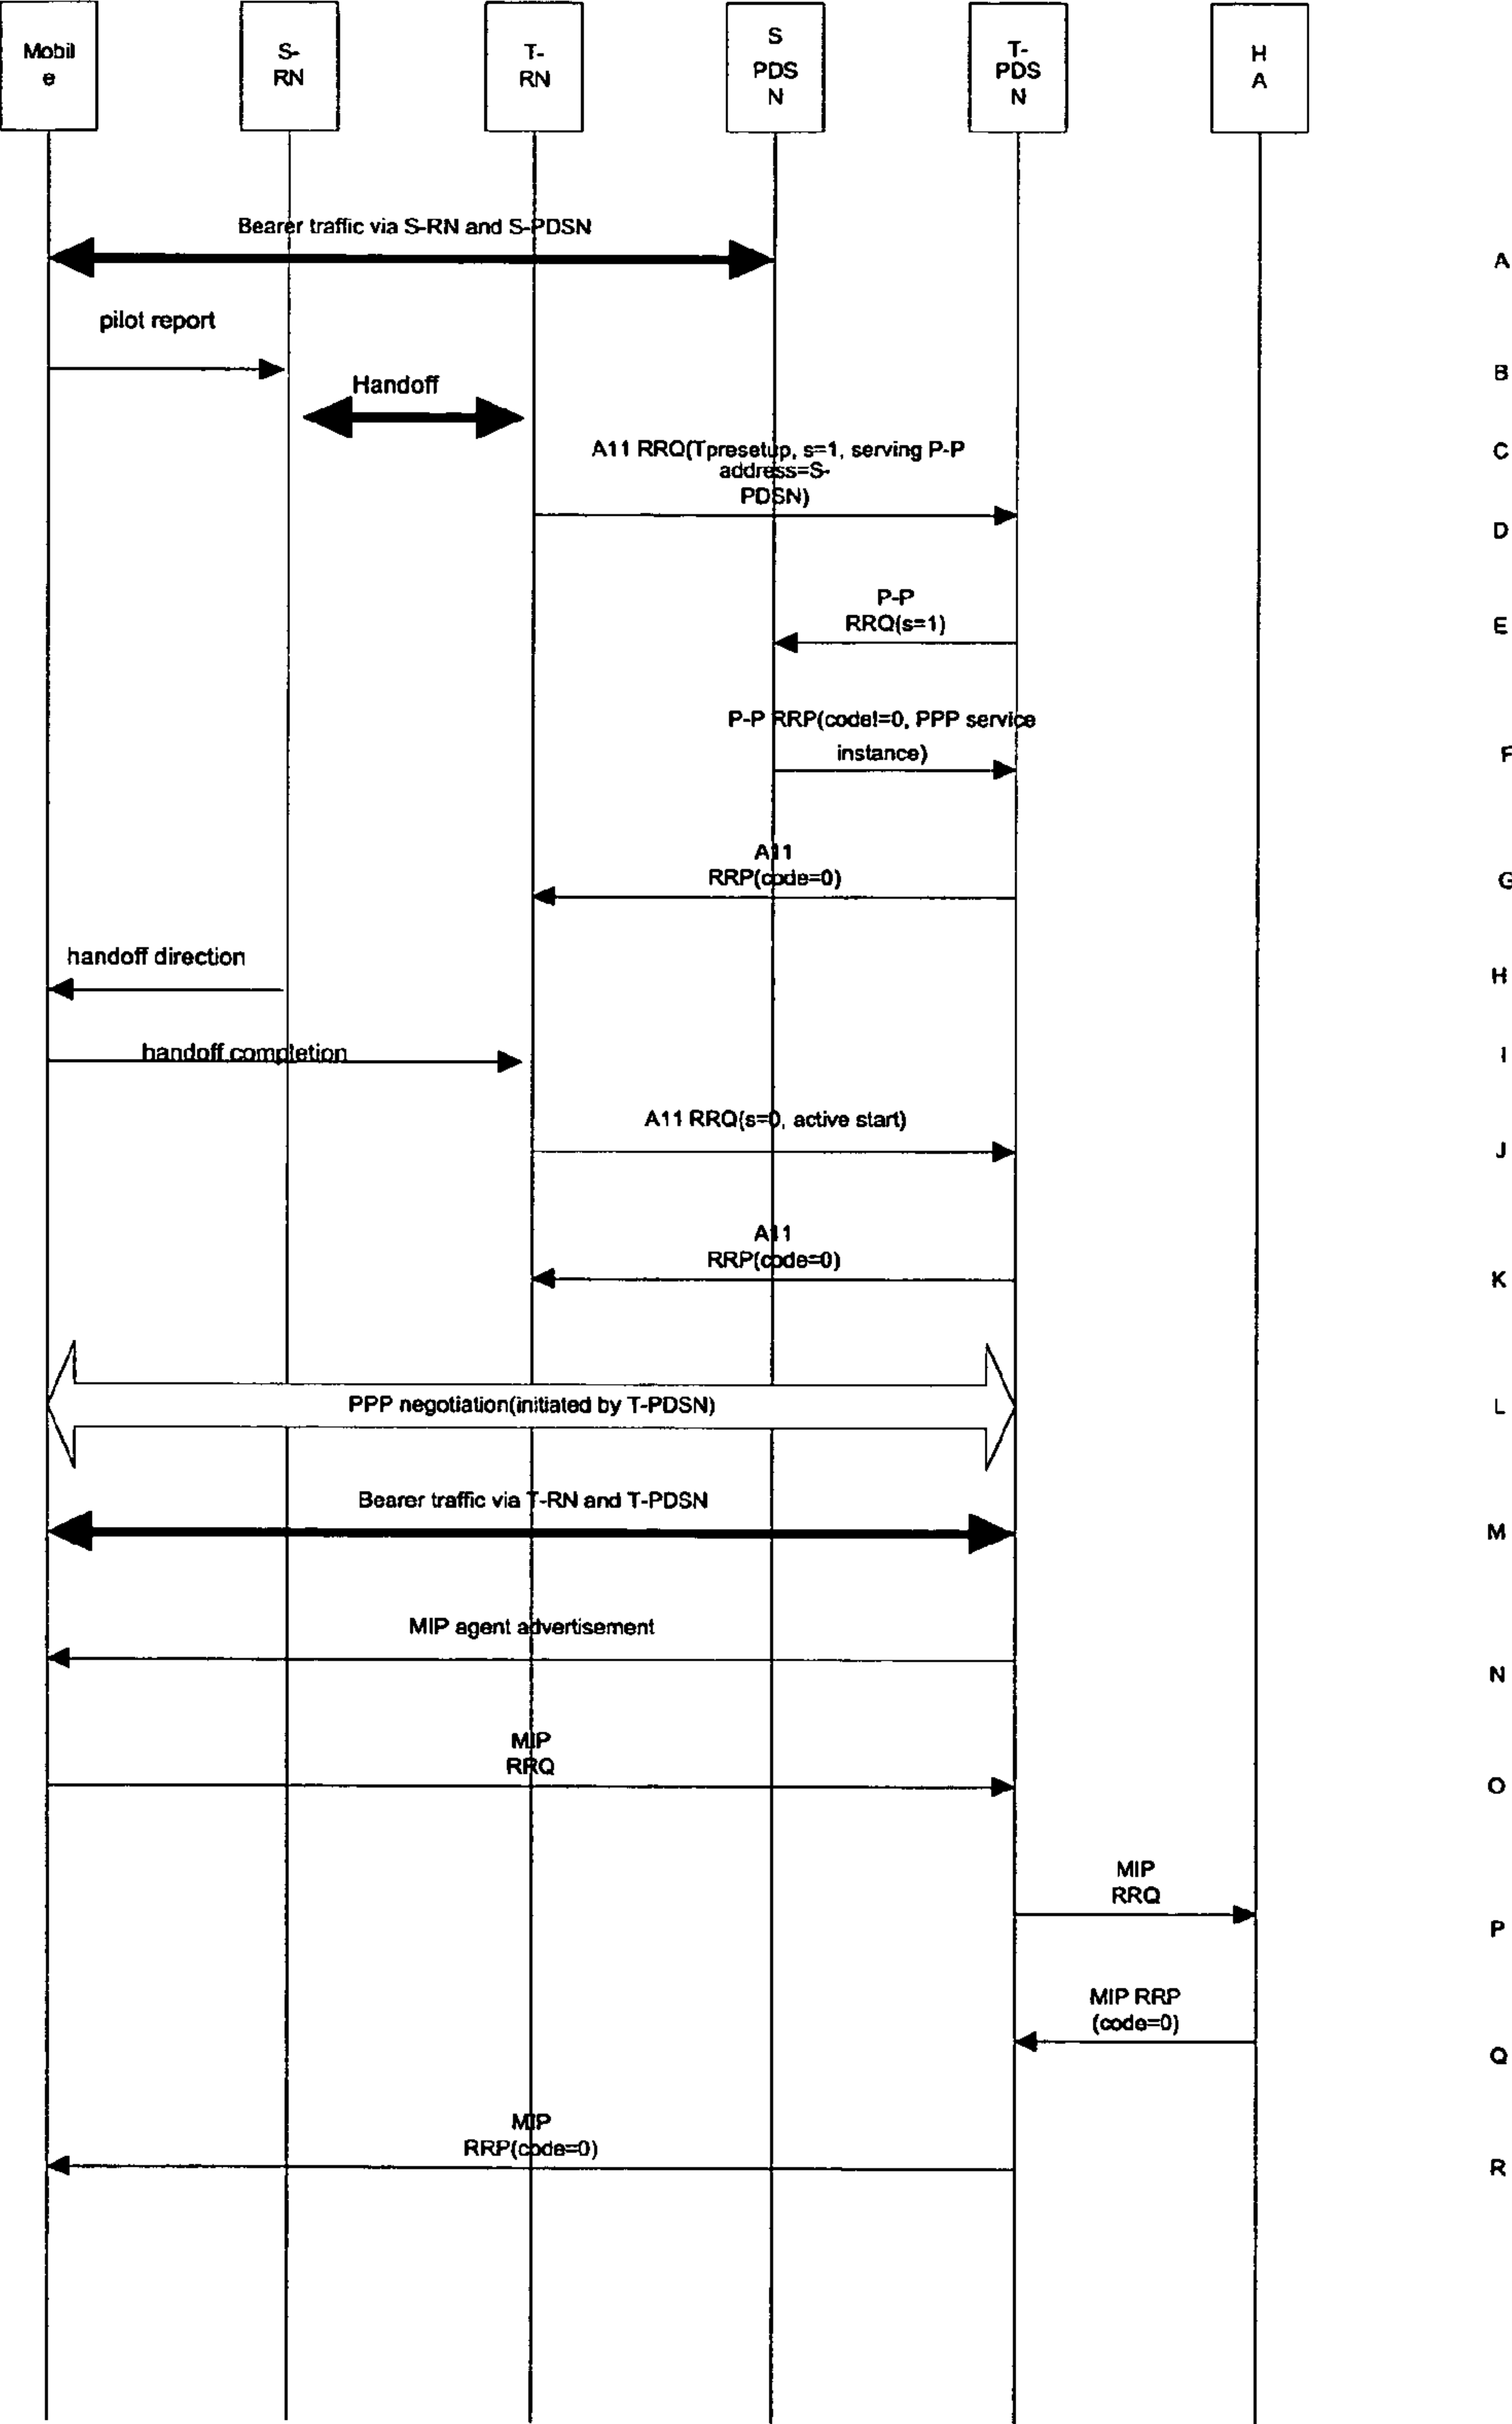 Mobil
e
S-
RN
T-
RN
S
PDS
N
T-
PDS
N
H
A
Bearer traffic via S-RN and S-PDSN
A
pilot report
B
Handoff
A11 RRQ(Tpresetup, s=1, serving P-P
address=S-
PDSN)
C
D
P-P
RRQ(s=1)
E
P-P RRP(code!=0, PPP service
instance)
F
A11
RRP(code=0)
G
handoff direction
H
handoff completion
I
A11 RRQ(s=0, active start)
J
A11
RRP(code=0)
K
PPP negotiation(initiated by T-PDSN)
L
Bearer traffic via T-RN and T-PDSN
M
MIP agent advertisement
N
MIP
RRQ
O
MIP
RRQ
P
MIP RRP
(code=0)
Q
MIP
RRP(code=0)
R